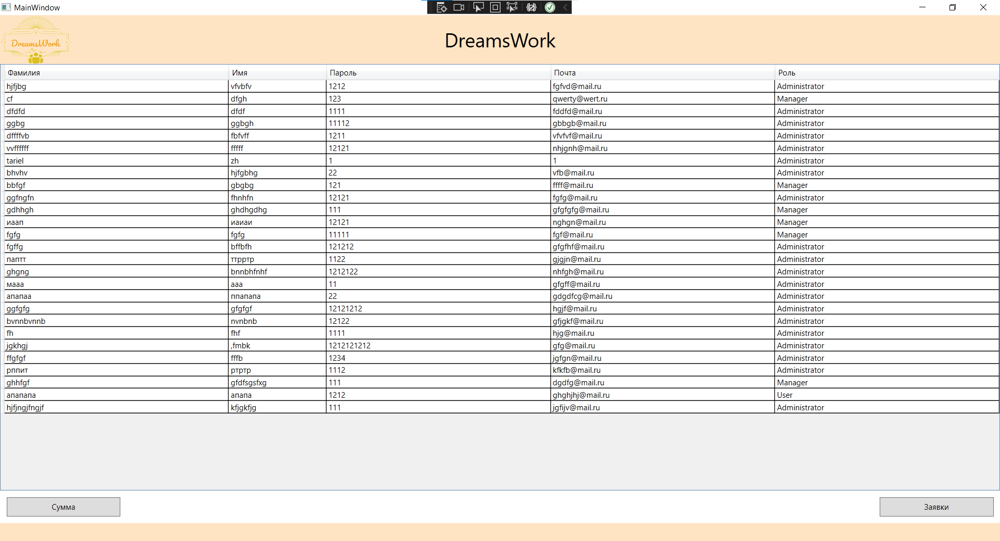 MainWindow
DreamsWork
DreamsWork
Фамилия Имя Пароль Почта Роль
hjfjbg vfvbfv 1212 fgfvd@mail.ru Administrator
cf dfgh 123 qwerty@wert.ru Manager
dfdfd dfdf 1111 fddfd@mail.ru Administrator
ggbg ggbgh 11112 gbbgb@mail.ru Administrator
dffffvb fbfvff 1211 vfvfvf@mail.ru Administrator
vvffffff fffff 12121 nhjgnh@mail.ru Administrator
tariel zh 1 1 Administrator
bhvhv hjfgbhg 22 vfb@mail.ru Administrator
bbfgf gbgbg 121 ffff@mail.ru Manager
ggfngfn fhnhfn 12121 fgfg@mail.ru Administrator
gdhhgh ghdhgdhg 111 gfgfgfg@mail.ru Manager
иаап иаиаи 12121 nghgn@mail.ru Manager
fgfg fgfg 11111 fgf@mail.ru Manager
fgffg bffbfh 121212 gfgfhf@mail.ru Administrator
паптт ттрртр 1122 gjgjn@mail.ru Administrator
ghgng bnnbhfnhf 1212122 nhfgh@mail.ru Administrator
мааа ааа 11 gfgff@mail.ru Administrator
апапаа ппапапа 22 gdgdfcg@mail.ru Administrator
ggfgfg gfgfgf 12121212 hgjf@mail.ru Administrator
bvnnbvnnb nvnbnb 12122 gfjgkf@mail.ru Administrator
fh fhf 1111 hjg@mail.ru Administrator
jgkhgj ,fmbk 1212121212 gfg@mail.ru Administrator
ffgfgf fffb 1234 jgfgn@mail.ru Administrator
рппит ртртр 1112 kfkfb@mail.ru Administrator
ghhfgf gfdfsgsfxg 111 dgdfg@mail.ru Manager
апапапа апапа 1212 ghghjhj@mail.ru User
hjfjngjfngjf kfjgkfjg 111 jgfijv@mail.ru Administrator
Сумма Заявки